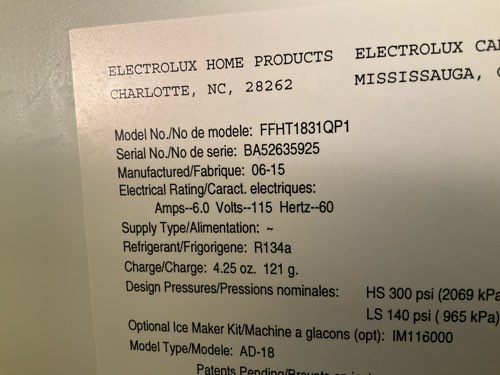 ELECTROLUX HOME PRODUCTS ELECTROLUX
CHARLOTTE, NC, 28262 MISSISSAUGA,
Model No./No de modele: FFHT1831QP1
Serial No./No de serie: BA52635925
Manufactured/Fabrique: 06-15
Electrical Rating/Caract. electriques:
Amps--6.0 Volts--115 Hertz--60
Supply Type/Alimentation: ~
Refrigerant/Frigorigene: R134a
Charge/Charge: 4.25 oz. 121 g.
Design Pressures/Pressions nominales: HS 300 psi (2069 kPa
LS 140 psi ( 965 kPa)
Optional Ice Maker Kit/Machine a glacons (opt): IM116000
Model Type/Modele: AD-18
Patents Pending/Brevets